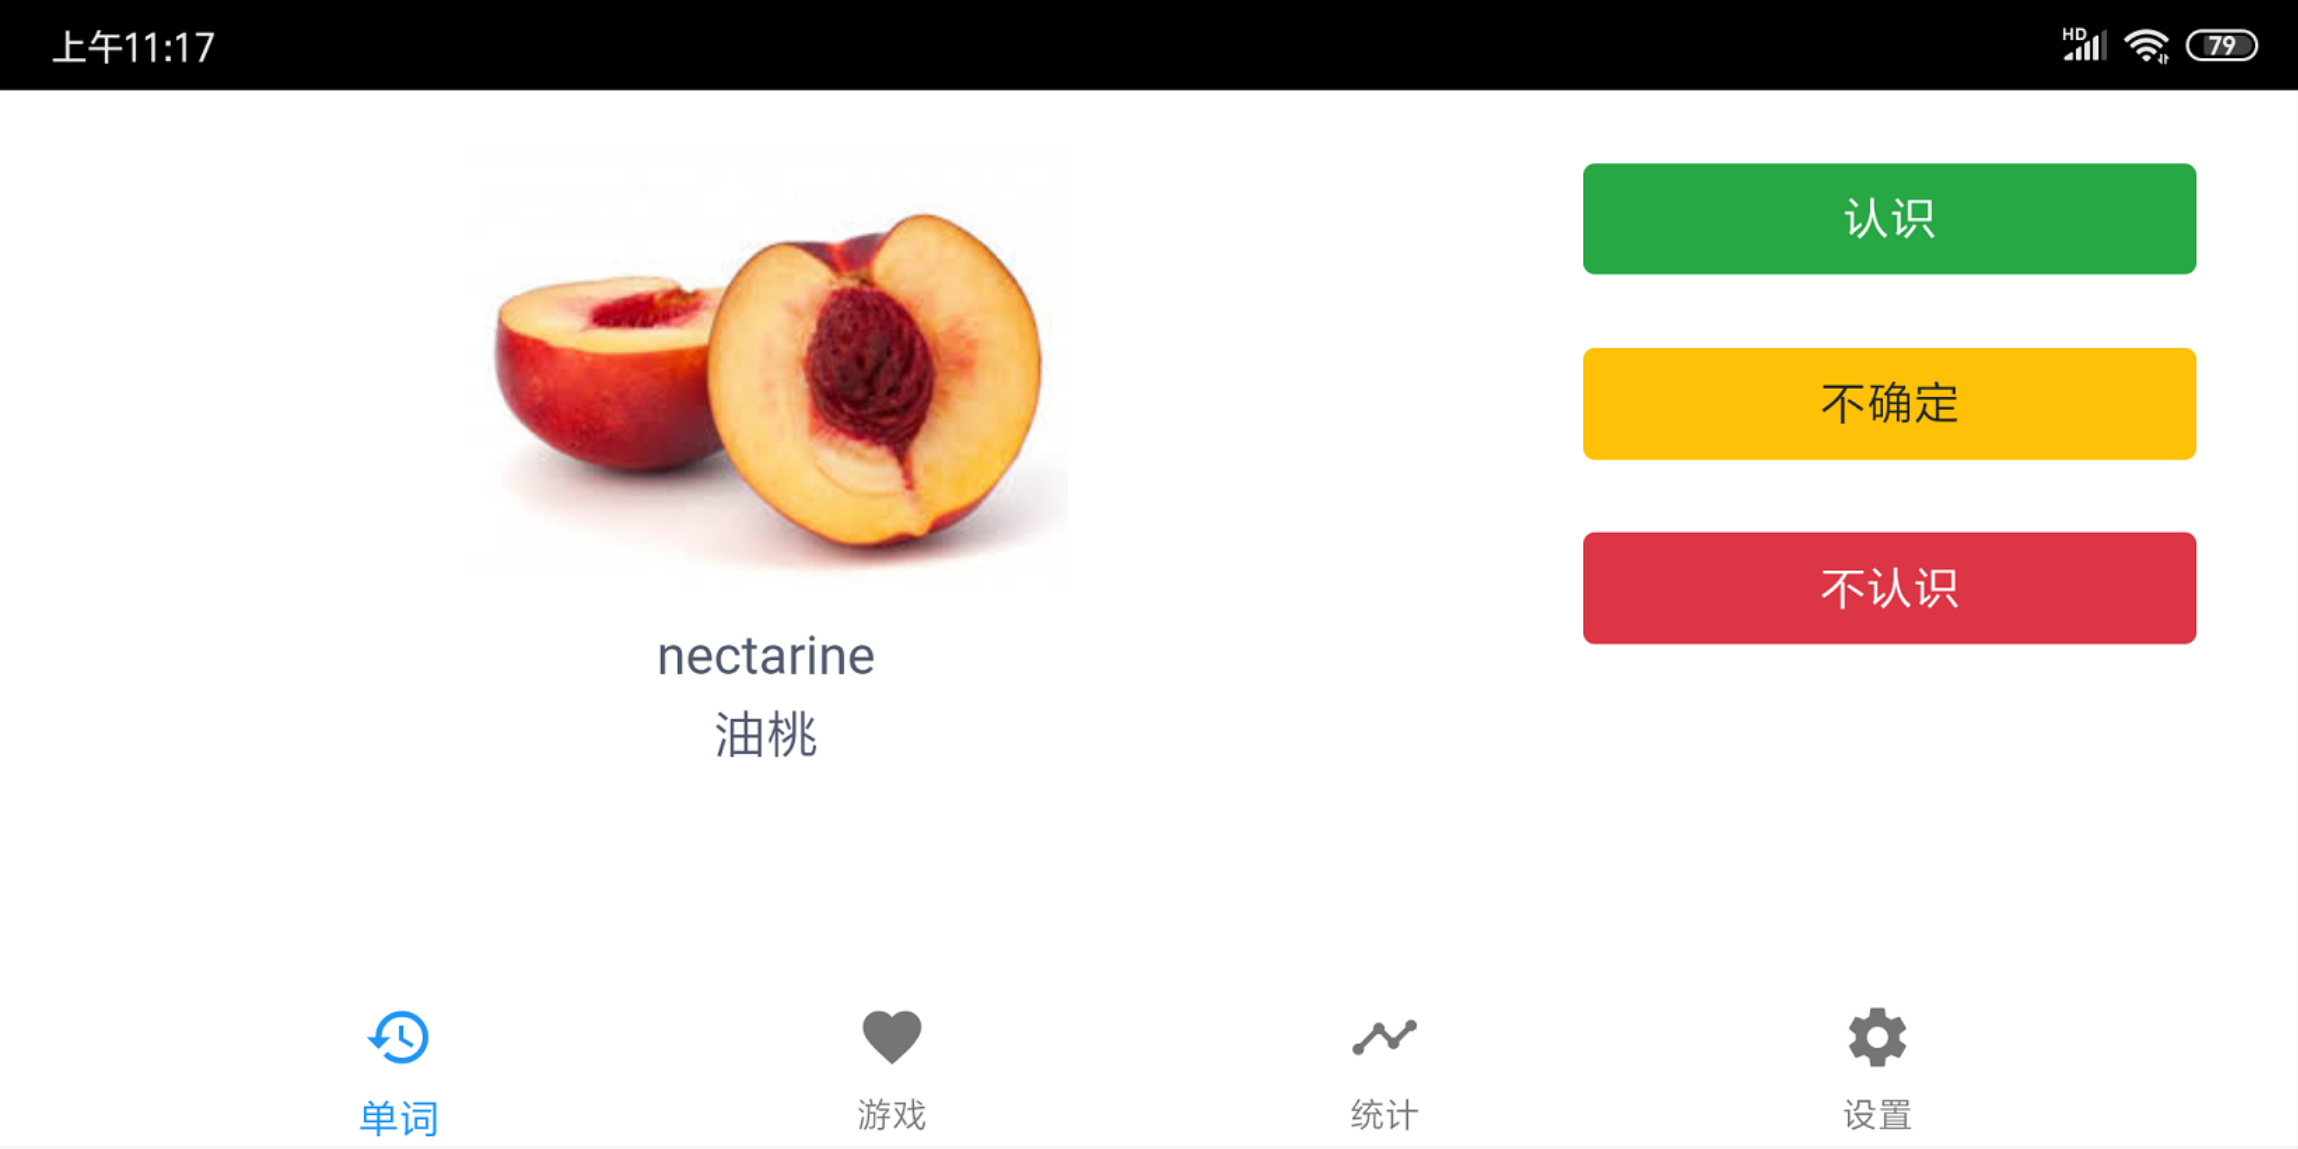 上午11:17
HD
79
认识
不确定
不认识
nectarine
油桃
单词
游戏
统计
设置